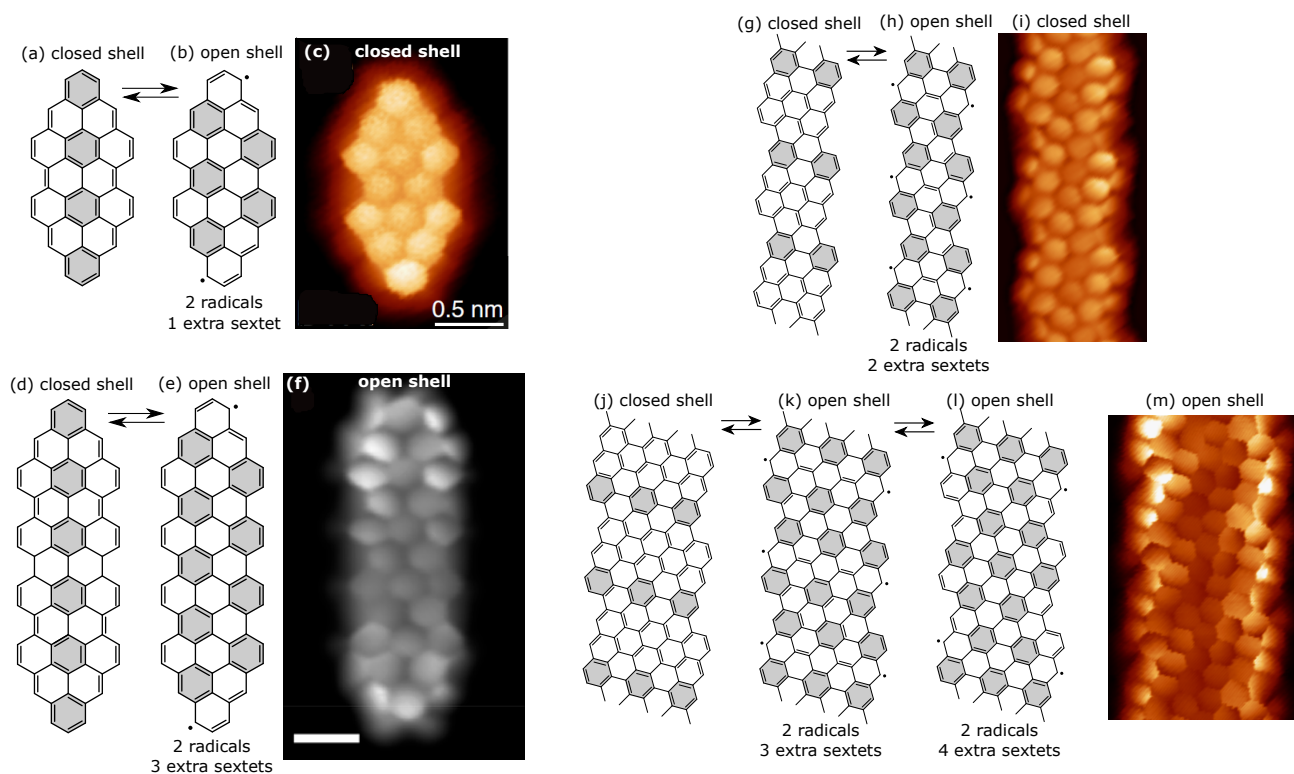 (a) closed shell
(b) open shell
2 radicals
1 extra sextet
(c) closed shell
0.5 nm
(d) closed shell
(e) open shell
2 radicals
3 extra sextets
(f) open shell
(g) closed shell
(h) open shell
2 radicals
2 extra sextets
(i) closed shell
(j) closed shell
(k) open shell
2 radicals
3 extra sextets
(l) open shell
2 radicals
4 extra sextets
(m) open shell